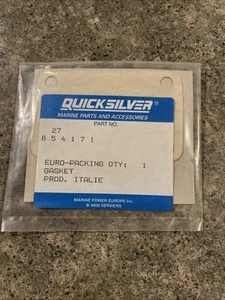 QUICKSILVER
MARINE PARTS AND ACCESSORIES
PART NO.
27
854171
EURO-PACKING QTY: 1
GASKET
PROD. ITALIE
MARINE POWER EUROPE Inc.
B-4800 VERVIERS